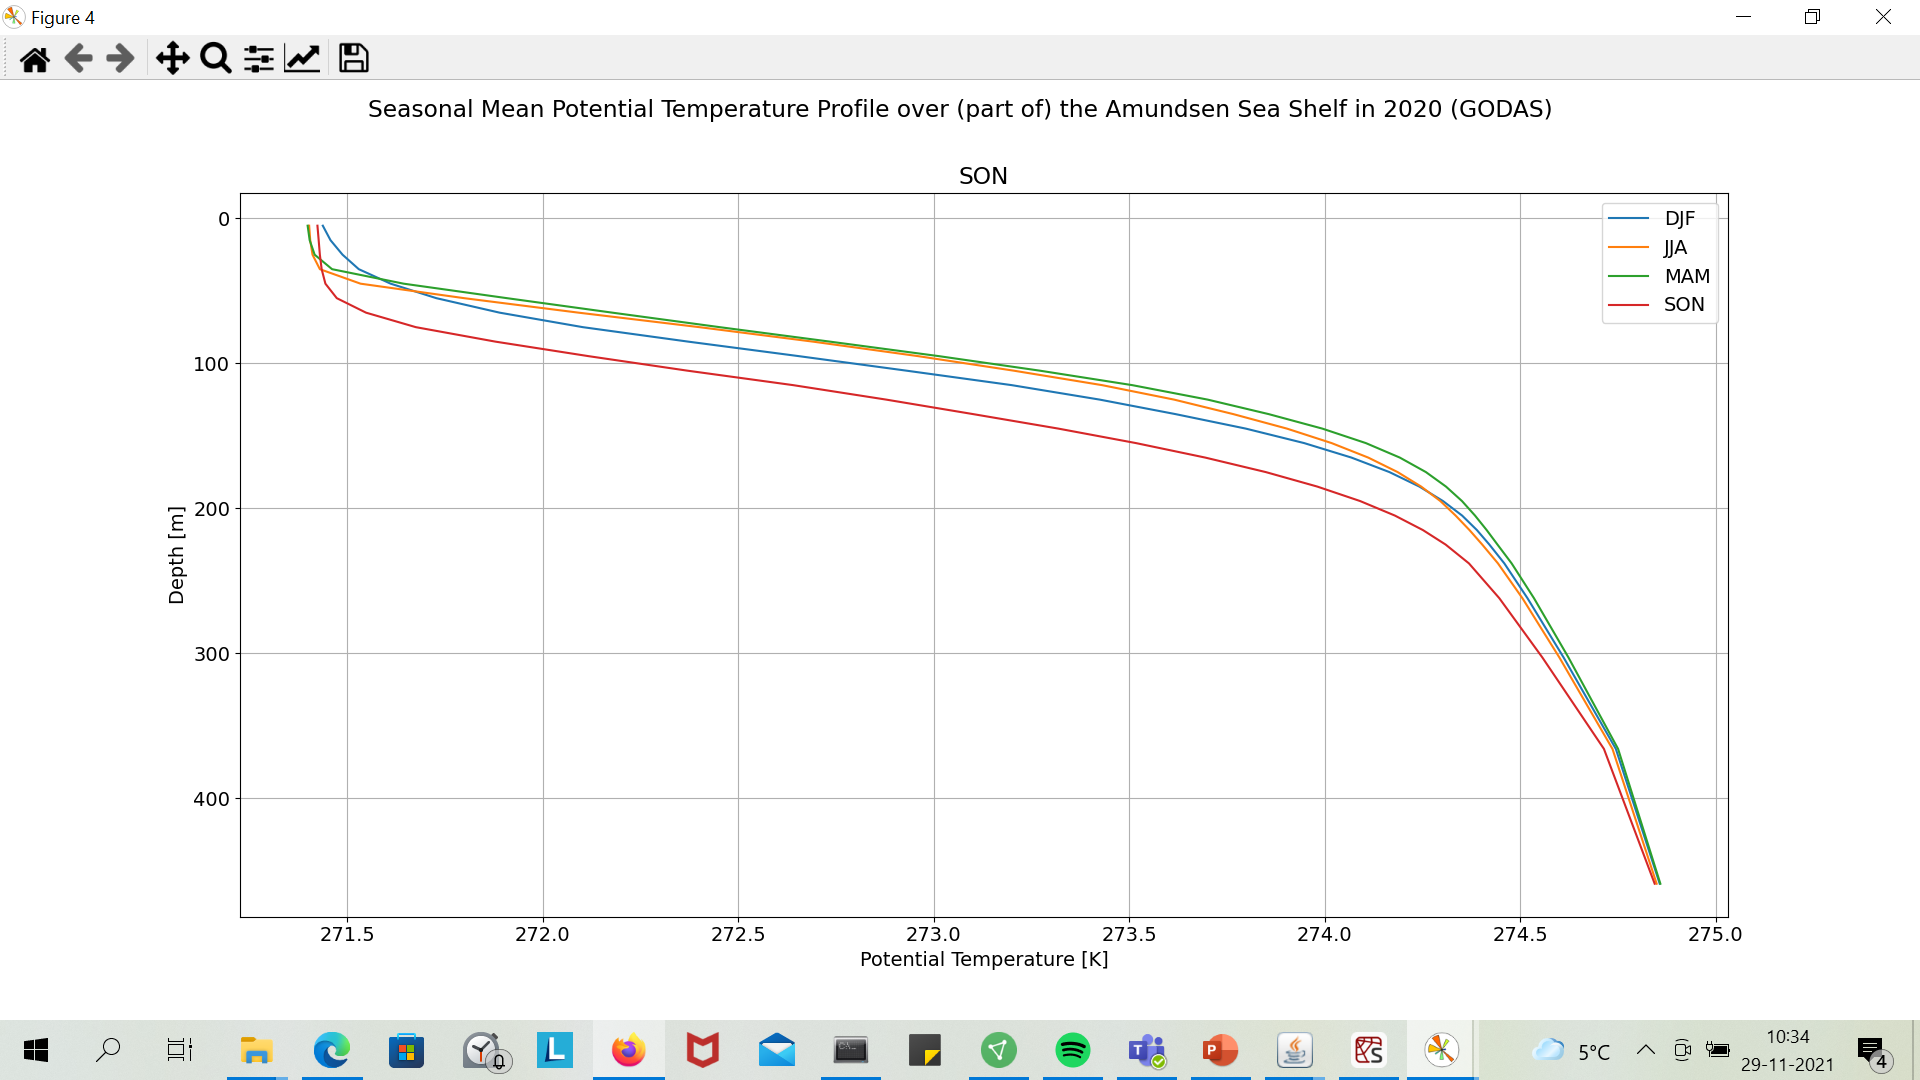 Figure 4
Seasonal Mean Potential Temperature Profile over (part of) the Amundsen Sea Shelf in 2020 (GODAS)
SON
DJF
JJA
MAM
SON
0
100
200
300
400
Depth [m]
271.5 272.0 272.5 273.0 273.5 274.0 274.5 275.0
Potential Temperature [K]
L
C:\_
P
S
5°C
10:34
29-11-2021
4